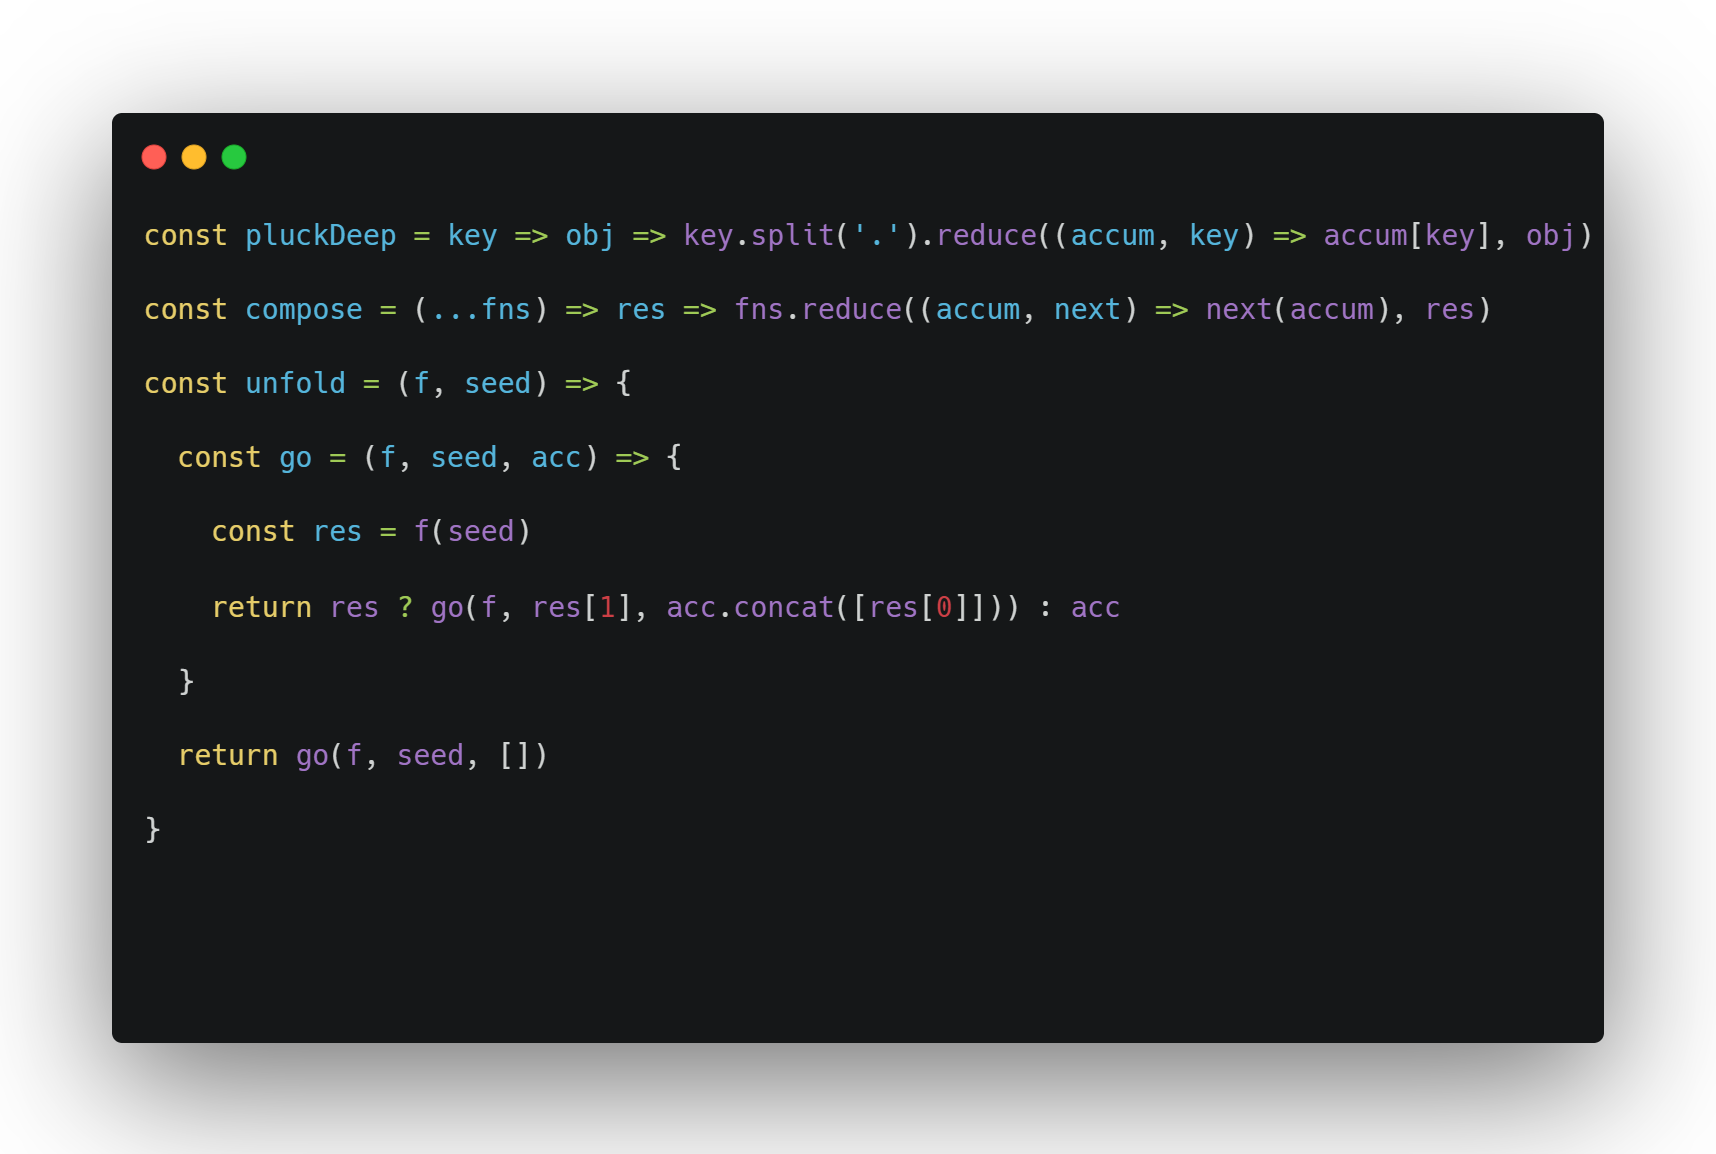 const pluckDeep = key => obj => key.split('.').reduce((accum, key) => accum[key], obj)
const compose = (...fns) => res => fns.reduce((accum, next) => next(accum), res)
const unfold = (f, seed) => {
  const go = (f, seed, acc) => {
    const res = f(seed)
    return res ? go(f, res[1], acc.concat([res[0]])) : acc
  }
  return go(f, seed, [])
}